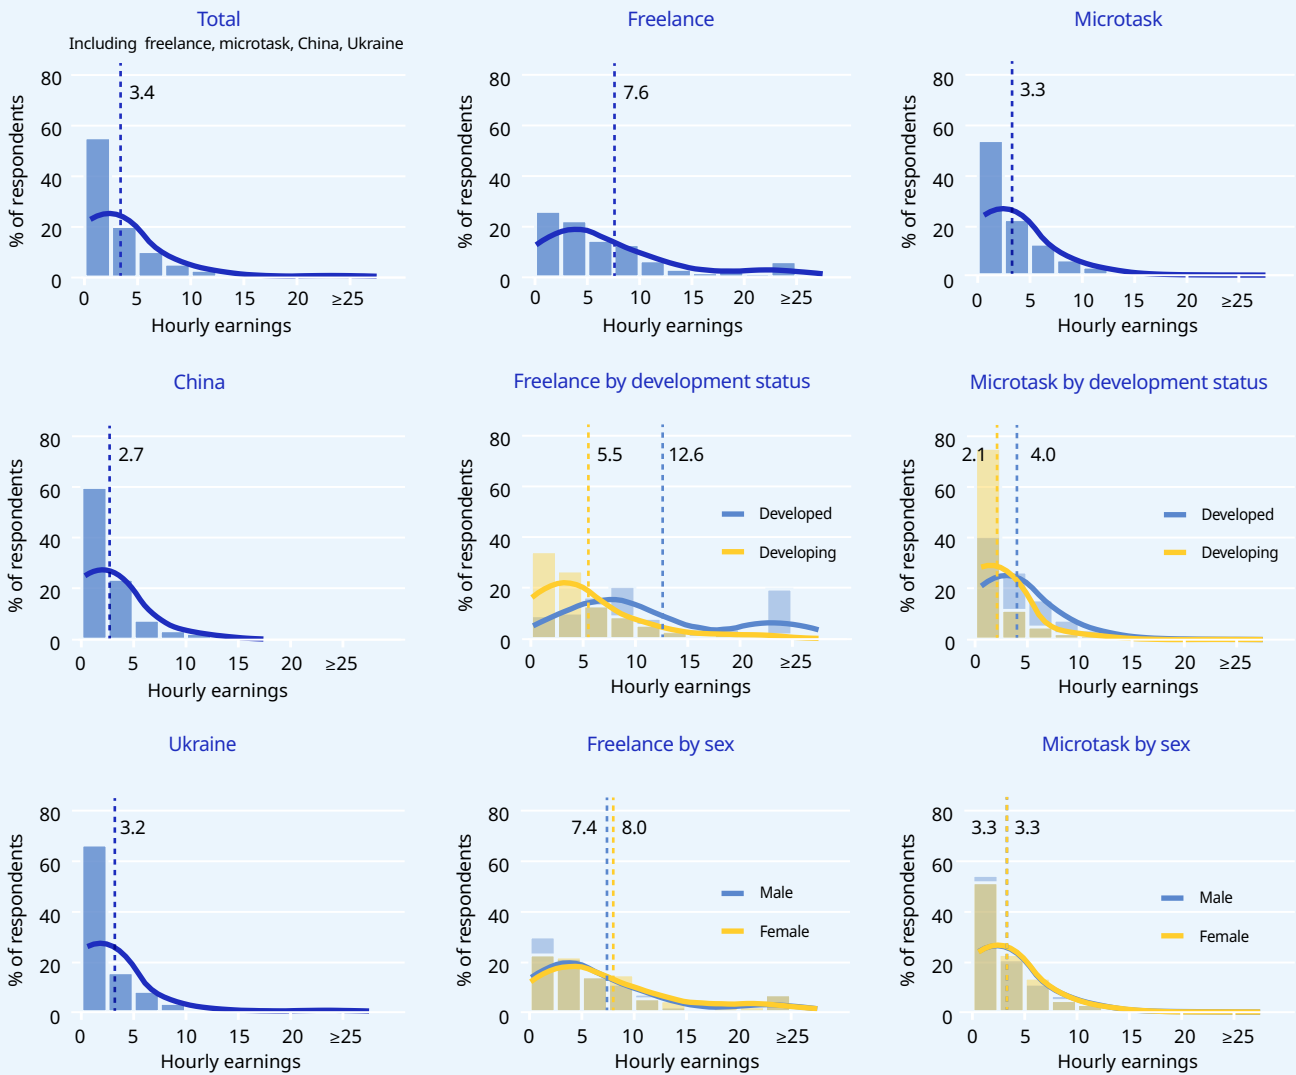 Total
Including freelance, microtask, China, Ukraine
% of respondents
80
60
40
20
0
3.4
0 5 10 15 20 ≥25
Hourly earnings
Freelance
% of respondents
80
60
40
20
0
7.6
0 5 10 15 20 ≥25
Hourly earnings
Microtask
% of respondents
80
60
40
20
0
3.3
0 5 10 15 20 ≥25
Hourly earnings
China
% of respondents
80
60
40
20
0
2.7
0 5 10 15 20 ≥25
Hourly earnings
Freelance by development status
% of respondents
80
60
40
20
0
5.5 12.6
Developed
Developing
0 5 10 15 20 ≥25
Hourly earnings
Microtask by development status
% of respondents
80
60
40
20
0
2.1 4.0
Developed
Developing
0 5 10 15 20 ≥25
Hourly earnings
Ukraine
% of respondents
80
60
40
20
0
3.2
0 5 10 15 20 ≥25
Hourly earnings
Freelance by sex
% of respondents
80
60
40
20
0
7.4 8.0
Male
Female
0 5 10 15 20 ≥25
Hourly earnings
Microtask by sex
% of respondents
80
60
40
20
0
3.3 3.3
Male
Female
0 5 10 15 20 ≥25
Hourly earnings